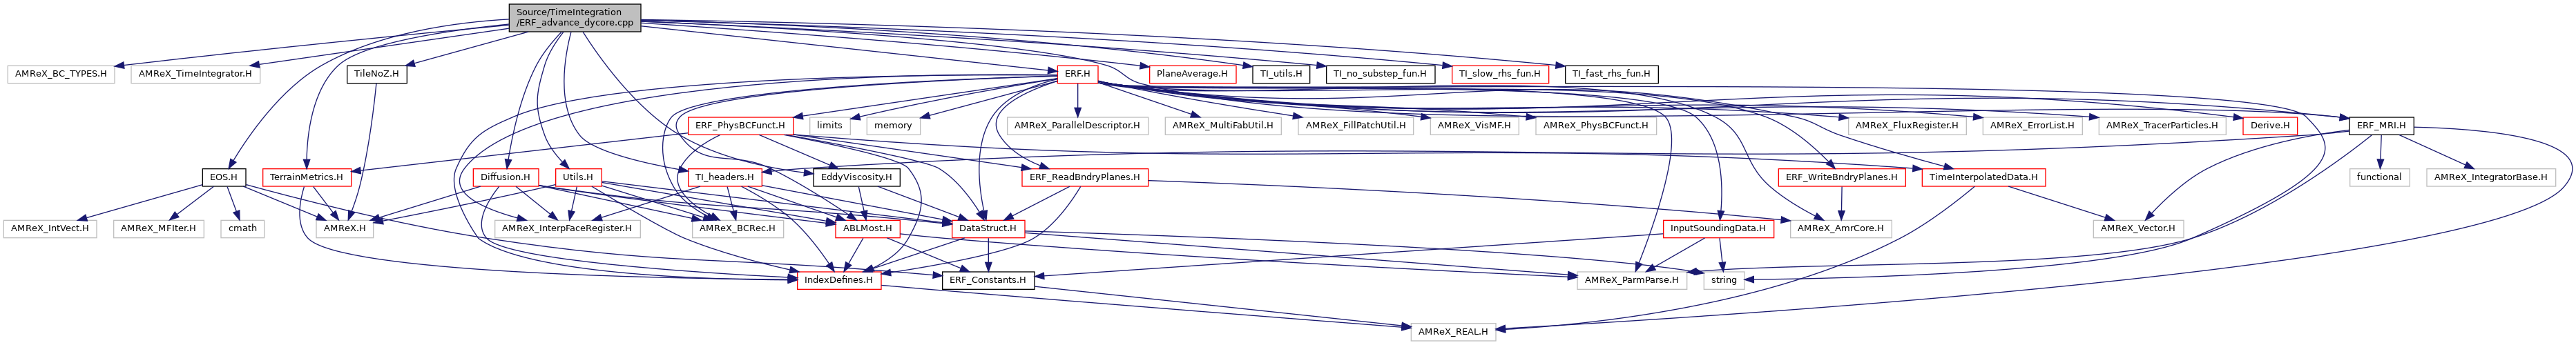 Source/TimeIntegration
/ERF_advance_dycore.cpp
AMReX_BC_TYPES.H
AMReX_TimeIntegrator.H
TileNoZ.H
ERF.H
PlaneAverage.H
TI_utils.H
TI_no_substep_fun.H
TI_slow_rhs_fun.H
TI_fast_rhs_fun.H
ERF_PhysBCFunct.H
limits
memory
AMReX_ParallelDescriptor.H
AMReX_MultiFabUtil.H
AMReX_FillPatchUtil.H
AMReX_VisMF.H
AMReX_PhysBCFunct.H
AMReX_FluxRegister.H
AMReX_ErrorList.H
AMReX_TracerParticles.H
Derive.H
ERF_MRI.H
EOS.H
TerrainMetrics.H
Diffusion.H
Utils.H
TI_headers.H
EddyViscosity.H
ERF_ReadBndryPlanes.H
ERF_WriteBndryPlanes.H
TimeInterpolatedData.H
functional
AMReX_IntegratorBase.H
AMReX_IntVect.H
AMReX_MFIter.H
cmath
AMReX.H
AMReX_InterpFaceRegister.H
AMReX_BCRec.H
ABLMost.H
DataStruct.H
InputSoundingData.H
AMReX_AmrCore.H
AMReX_Vector.H
IndexDefines.H
ERF_Constants.H
AMReX_ParmParse.H
string
AMReX_REAL.H